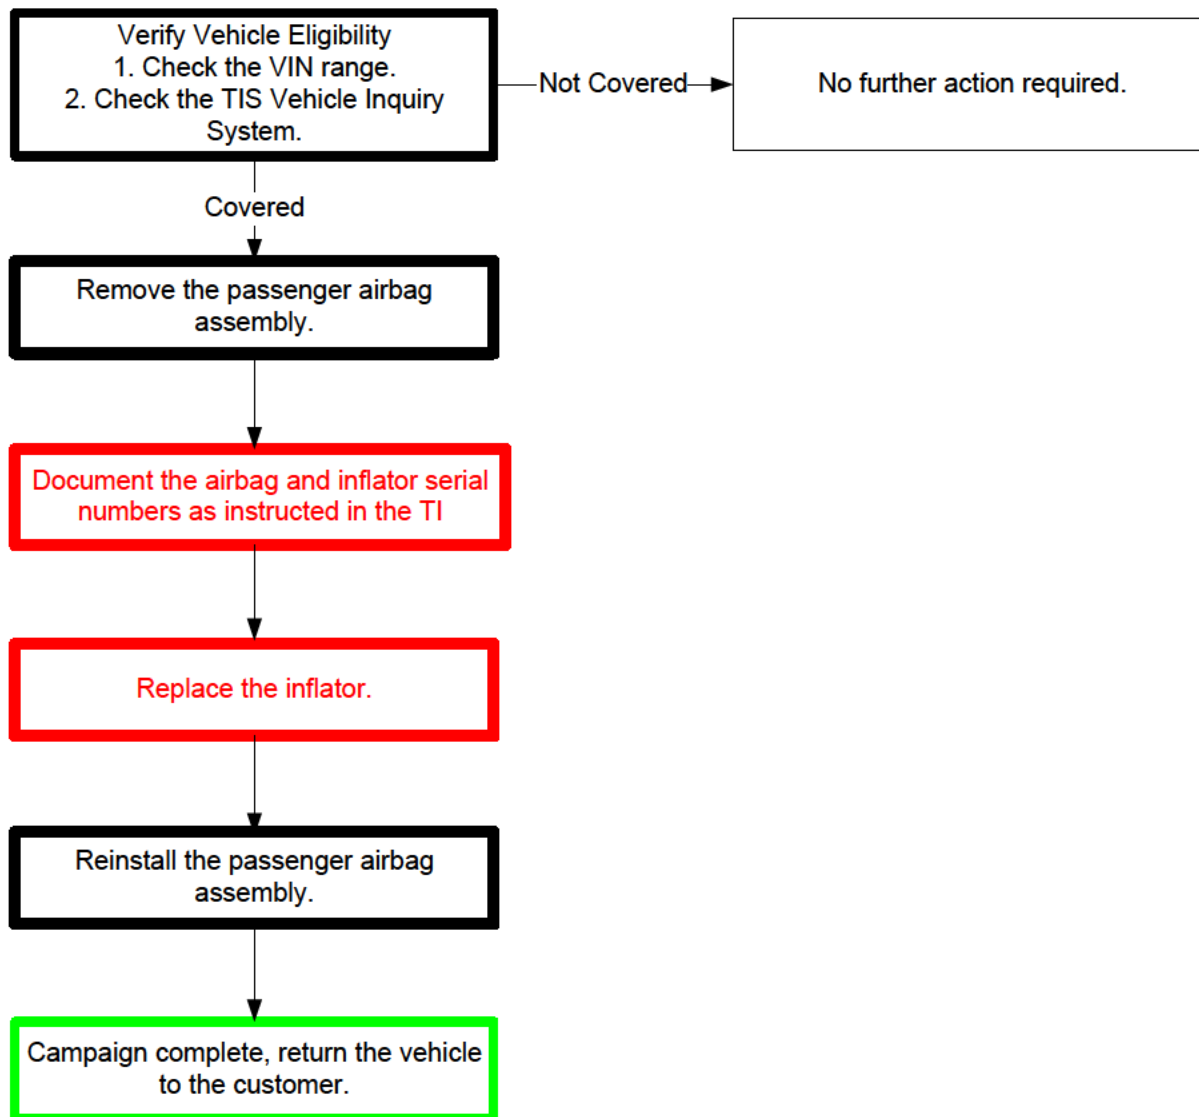 Verify Vehicle Eligibility
1. Check the VIN range.
2. Check the TIS Vehicle Inquiry
System.
Not Covered
No further action required.
Covered
Remove the passenger airbag
assembly.
Document the airbag and inflator serial
numbers as instructed in the TI
Replace the inflator.
Reinstall the passenger airbag
assembly.
Campaign complete, return the vehicle
to the customer.